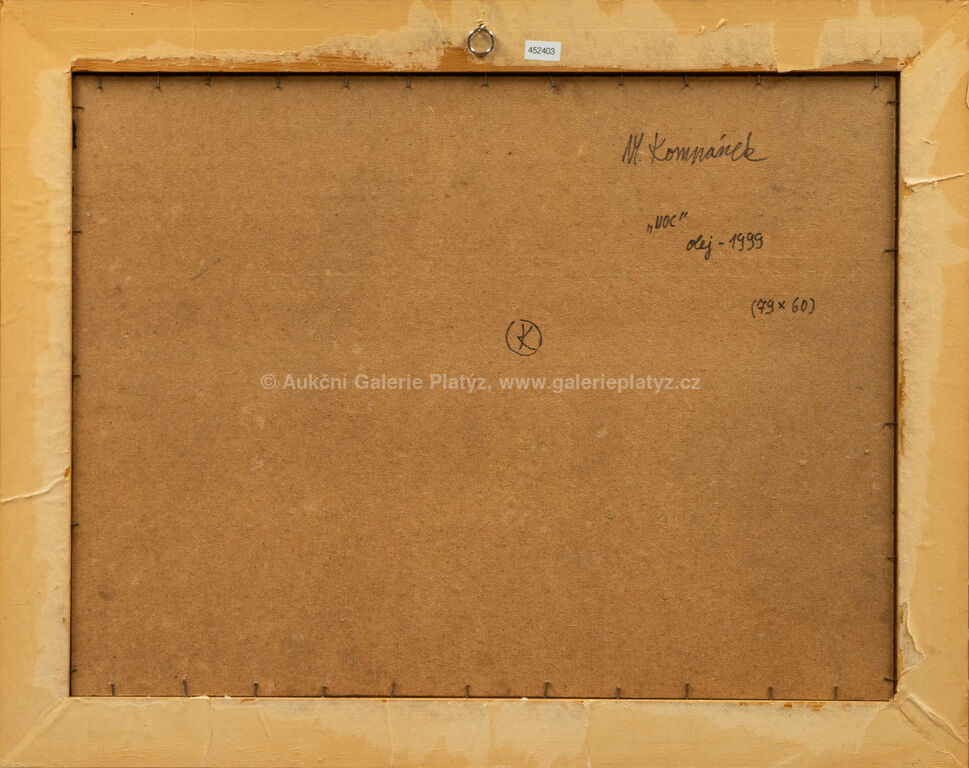 452403
M. Kompánek
„NOC"
olej - 1999
(79 x 60)
K
© Aukční Galerie Platýz, www.galerieplatyz.cz